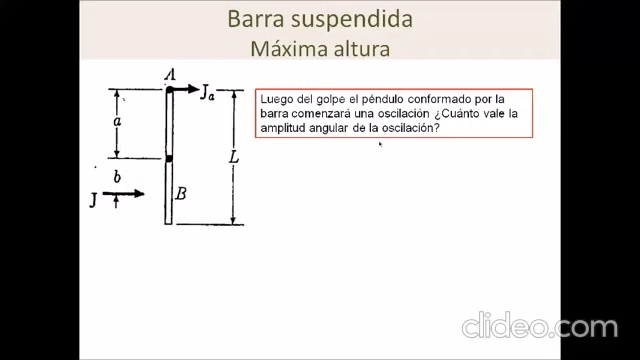 Barra suspendida
Máxima altura
A
Jₐ
Luego del golpe el péndulo conformado por la
barra comenzará una oscilación ¿Cuánto vale la
amplitud angular de la oscilación?
a
L
b
J
B
clideo.com